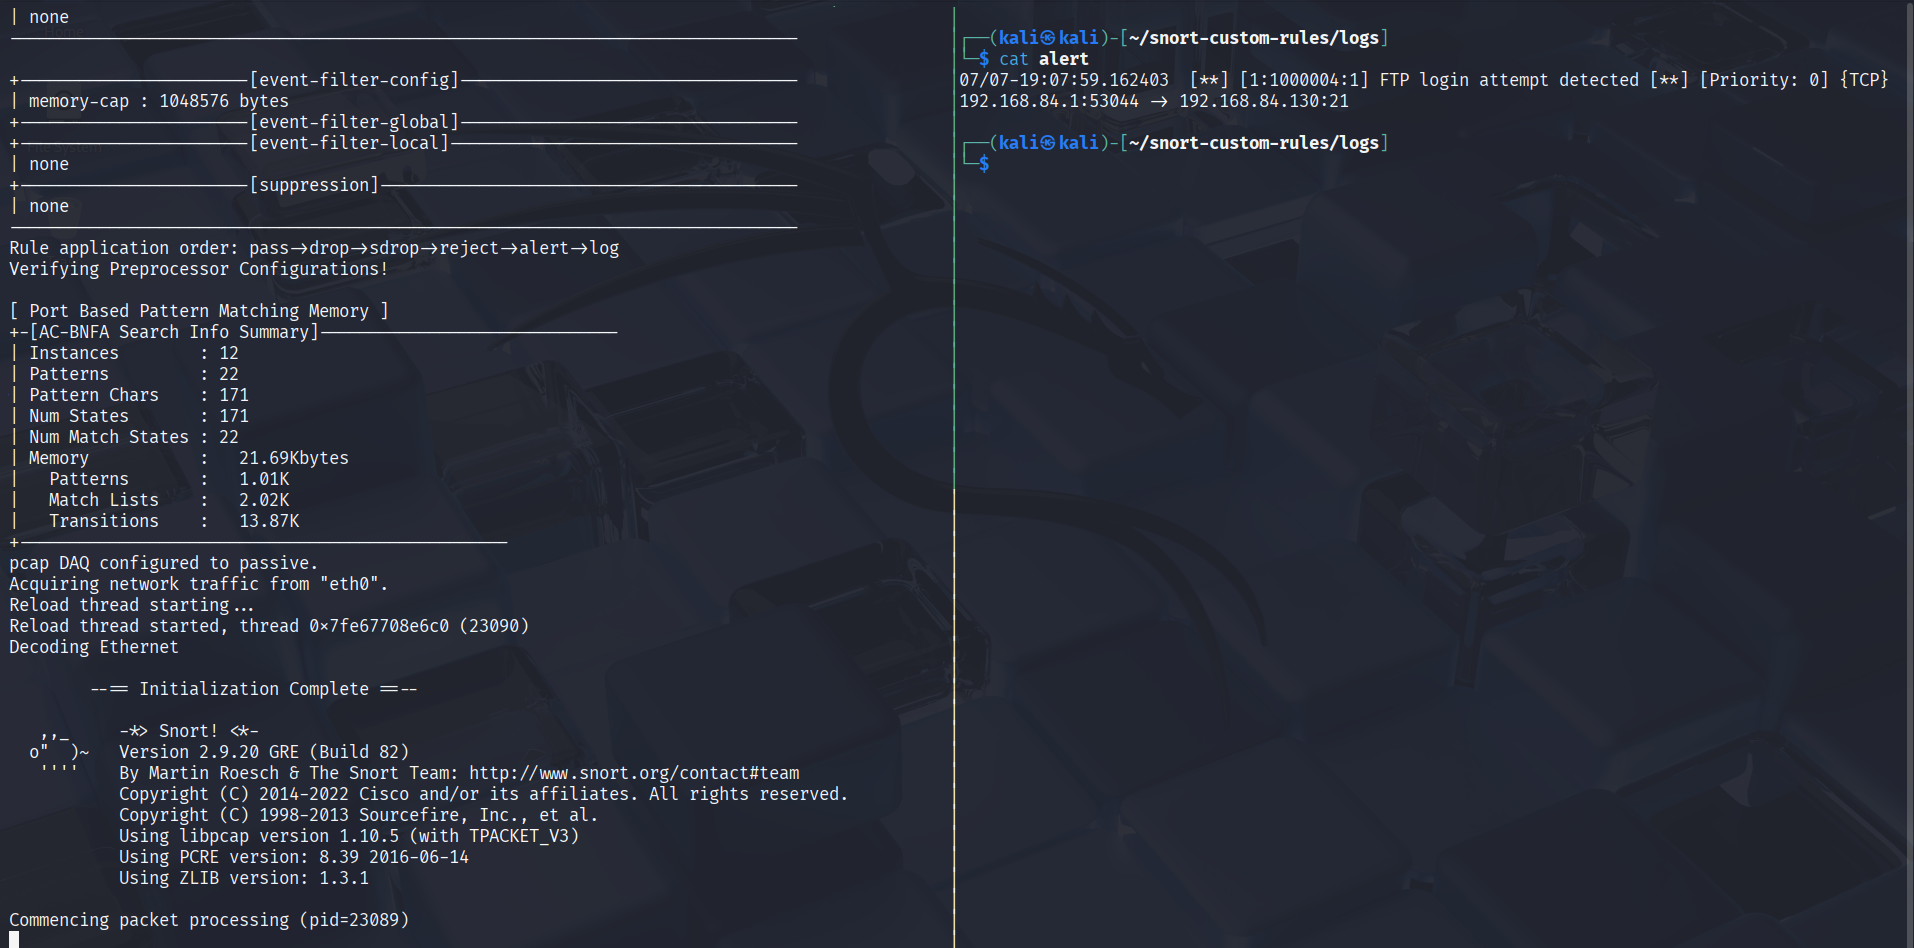 | none
+-----------------------[event-filter-config]----------------------------------
| memory-cap : 1048576 bytes
+-----------------------[event-filter-global]----------------------------------
+-----------------------[event-filter-local]-----------------------------------
| none
+-----------------------[suppression]------------------------------------------
| none
-------------------------------------------------------------------------------
Rule application order: pass->drop->sdrop->reject->alert->log
Verifying Preprocessor Configurations!
[ Port Based Pattern Matching Memory ]
+-[AC-BNFA Search Info Summary]------------------------------
| Instances        : 12
| Patterns         : 22
| Pattern Chars    : 171
| Num States       : 171
| Num Match States : 22
| Memory           :   21.69Kbytes
|   Patterns       :   1.01K
|   Match Lists    :   2.02K
|   Transitions    :   13.87K
+-------------------------------------------------
pcap DAQ configured to passive.
Acquiring network traffic from "eth0".
Reload thread starting...
Reload thread started, thread 0x7fe67708e6c0 (23090)
Decoding Ethernet
--== Initialization Complete ==--
,,_     -*> Snort! <*-
o"  )~   Version 2.9.20 GRE (Build 82)
''''    By Martin Roesch & The Snort Team: http://www.snort.org/contact#team
Copyright (C) 2014-2022 Cisco and/or its affiliates. All rights reserved.
Copyright (C) 1998-2013 Sourcefire, Inc., et al.
Using libpcap version 1.10.5 (with TPACKET_V3)
Using PCRE version: 8.39 2016-06-14
Using ZLIB version: 1.3.1
Commencing packet processing (pid=23089)
┌──(kali㉿kali)-[~/snort-custom-rules/logs]
└─$ cat alert
07/07-19:07:59.162403  [**] [1:1000004:1] FTP login attempt detected [**] [Priority: 0] {TCP}
192.168.84.1:53044 -> 192.168.84.130:21
┌──(kali㉿kali)-[~/snort-custom-rules/logs]
└─$